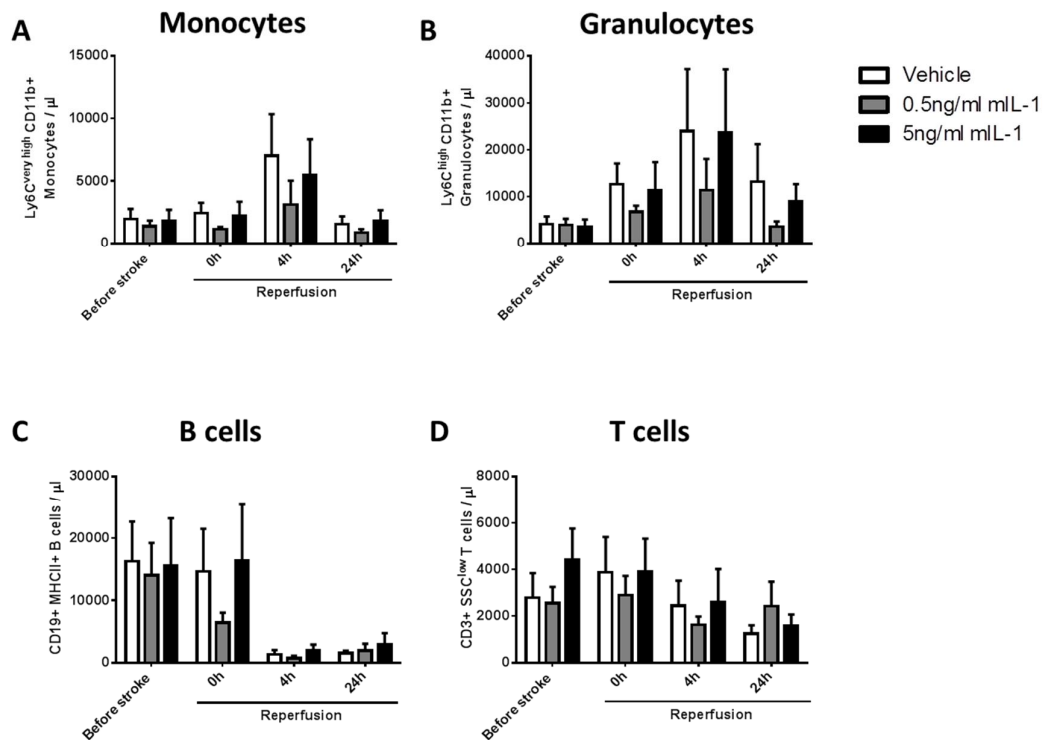 A
Monocytes
15000
10000
5000
0
Ly6Cvery high CD11b+
Monocytes / µl
Before stroke
0h
4h
24h
Reperfusion
B
Granulocytes
40000
30000
20000
10000
0
Ly6Chigh CD11b+
Granulocytes / µl
Before stroke
0h
4h
24h
Reperfusion
Vehicle
0.5ng/ml mIL-1
5ng/ml mIL-1
C
B cells
30000
20000
10000
0
CD19+ MHCII+ B cells / µl
Before stroke
0h
4h
24h
Reperfusion
D
T cells
8000
6000
4000
2000
0
CD3+ SSClow T cells / µl
Before stroke
0h
4h
24h
Reperfusion